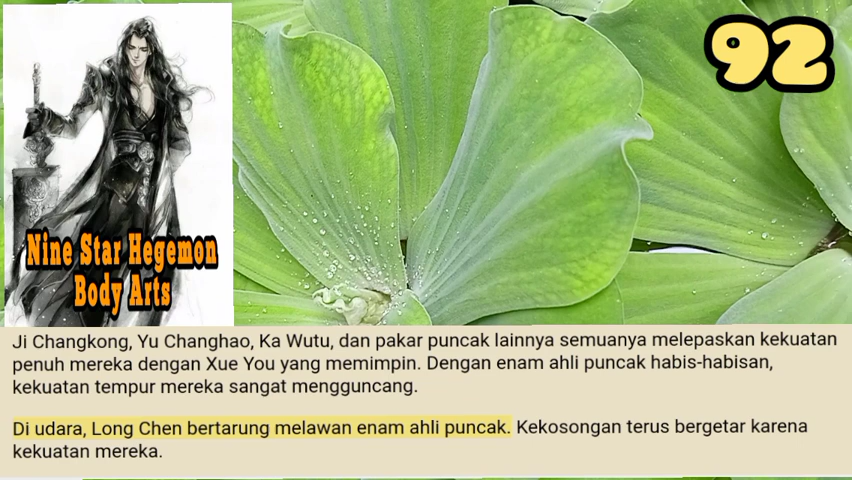 92
Nine Star Hegemon
Body Arts
Ji Changkong, Yu Changhao, Ka Wutu, dan pakar puncak lainnya semuanya melepaskan kekuatan
penuh mereka dengan Xue You yang memimpin. Dengan enam ahli puncak habis-habisan,
kekuatan tempur mereka sangat mengguncang.
Di udara, Long Chen bertarung melawan enam ahli puncak. Kekosongan terus bergetar karena
kekuatan mereka.